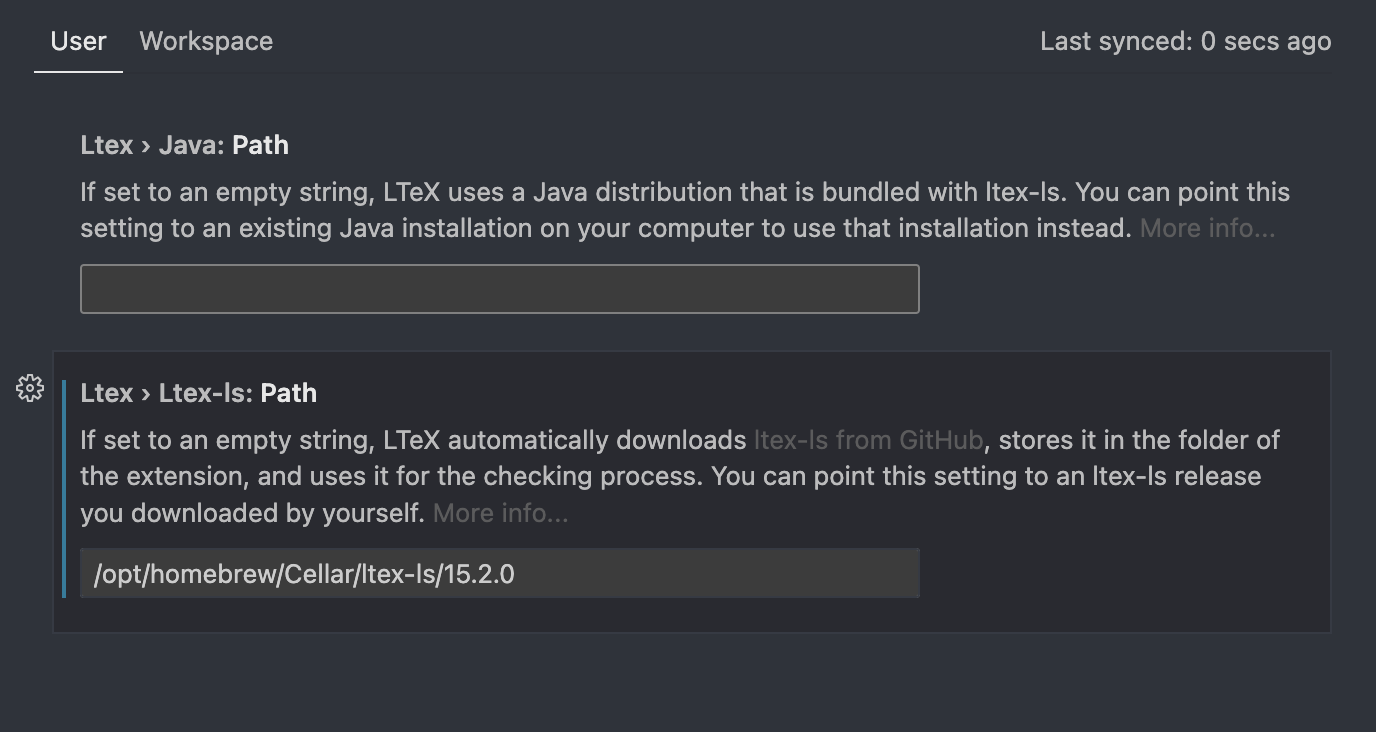 User Workspace Last synced: 0 secs ago
Ltex › Java: Path
If set to an empty string, LTeX uses a Java distribution that is bundled with ltex-ls. You can point this
setting to an existing Java installation on your computer to use that installation instead. More info...
Ltex › Ltex-ls: Path
If set to an empty string, LTeX automatically downloads ltex-ls from GitHub, stores it in the folder of
the extension, and uses it for the checking process. You can point this setting to an ltex-ls release
you downloaded by yourself. More info...
/opt/homebrew/Cellar/ltex-ls/15.2.0